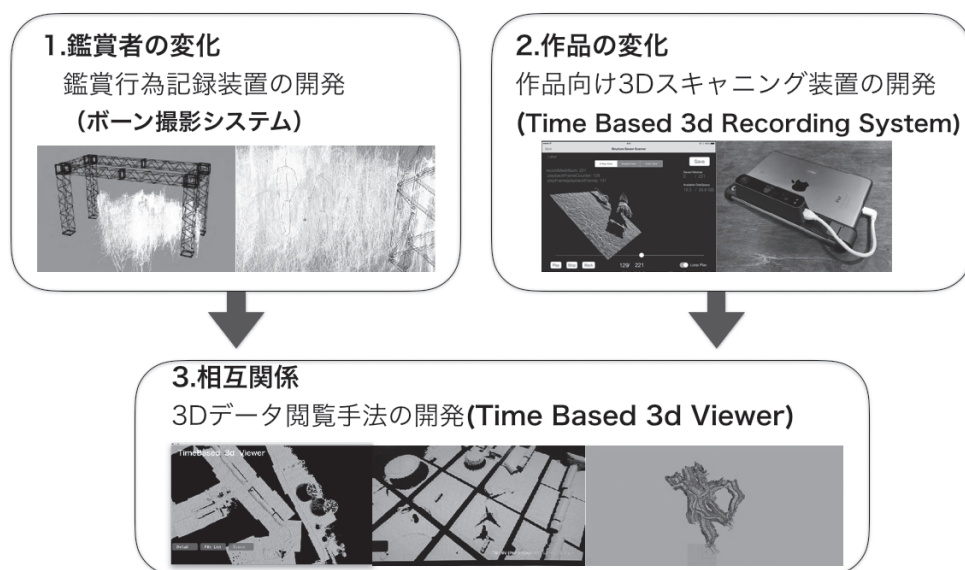 1.鑑賞者の変化
鑑賞行為記録装置の開発
（ボーン撮影システム）
2.作品の変化
作品向け3Dスキャニング装置の開発
(Time Based 3d Recording System)
Save
129/ 221
3.相互関係
3Dデータ閲覧手法の開発(Time Based 3d Viewer)
TimeBased 3d Viewer